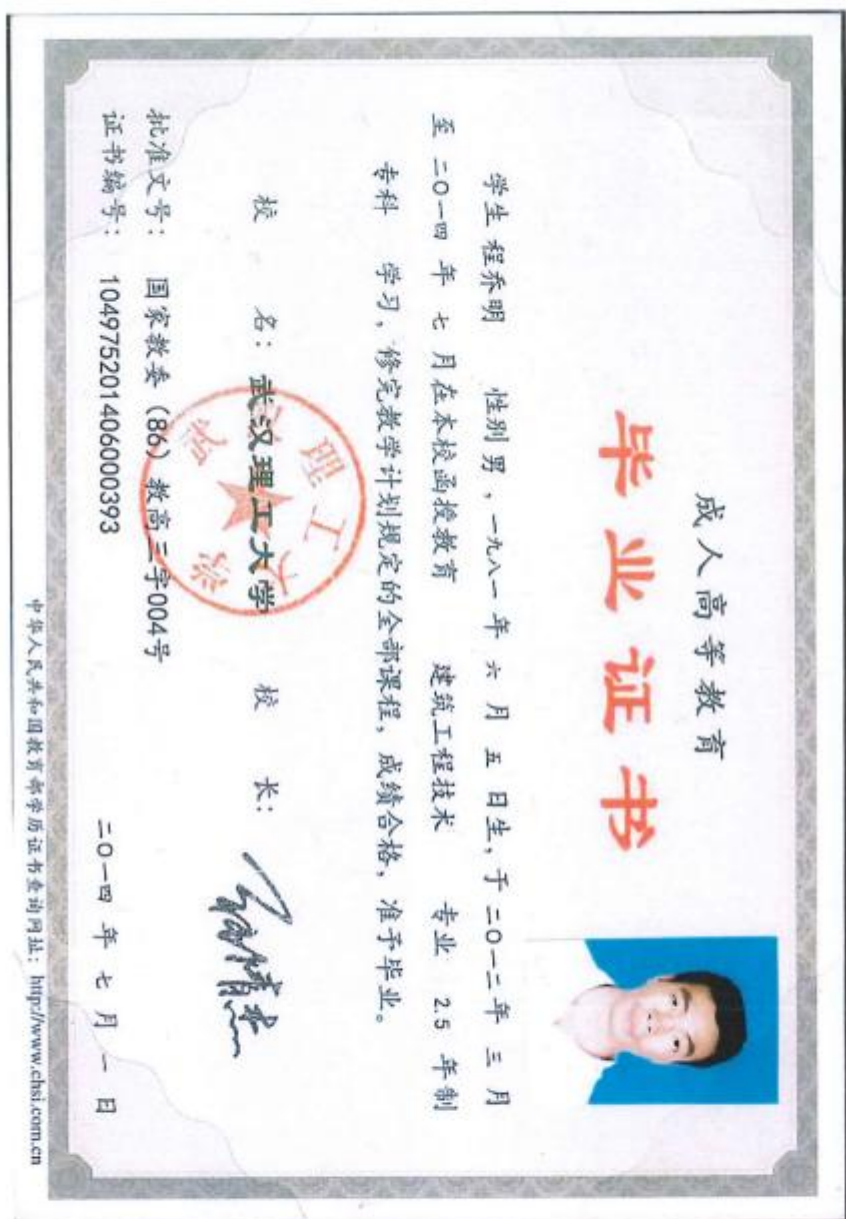 成人高等教育
毕业证书
学生 程乔明 性别 男，一九八一年 六 月 五 日生，于 二〇一二年 三 月
至 二〇一四 年 七 月在本校函授教育 建筑工程技术 专业 2.5 年制
专科 学习，修完教学计划规定的全部课程，成绩合格，准予毕业。
校 名：武汉理工大学 校 长：
武汉理工大学
批准文号：国家教委（86）教高三字004号
证书编号：104975201406000393 二〇一四 年 七 月 一 日
中华人民共和国教育部学历证书查询网址：http://www.chsi.com.cn